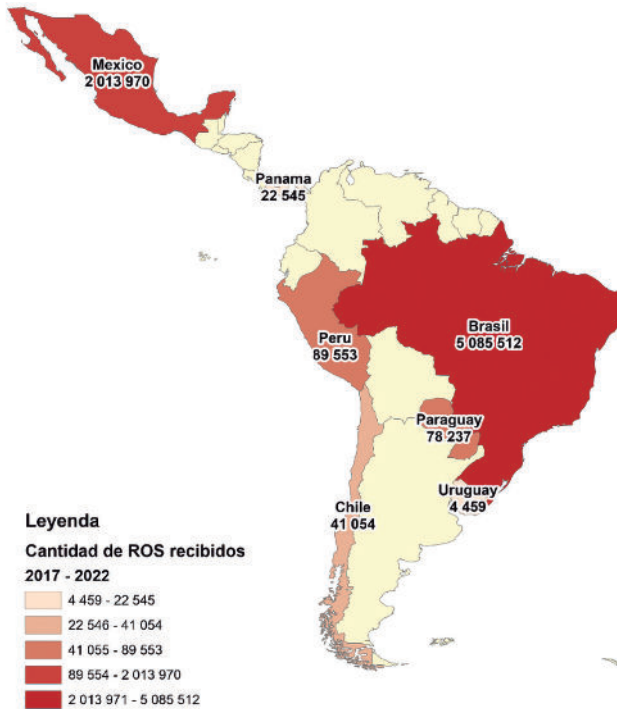 Mexico
2 013 970
Panama
22 545
Brasil
5 085 512
Peru
89 553
Paraguay
78 237
Uruguay
4 459
Chile
41 054
Leyenda
Cantidad de ROS recibidos
2017 - 2022
4 459 - 22 545
22 546 - 41 054
41 055 - 89 553
89 554 - 2 013 970
2 013 971 - 5 085 512